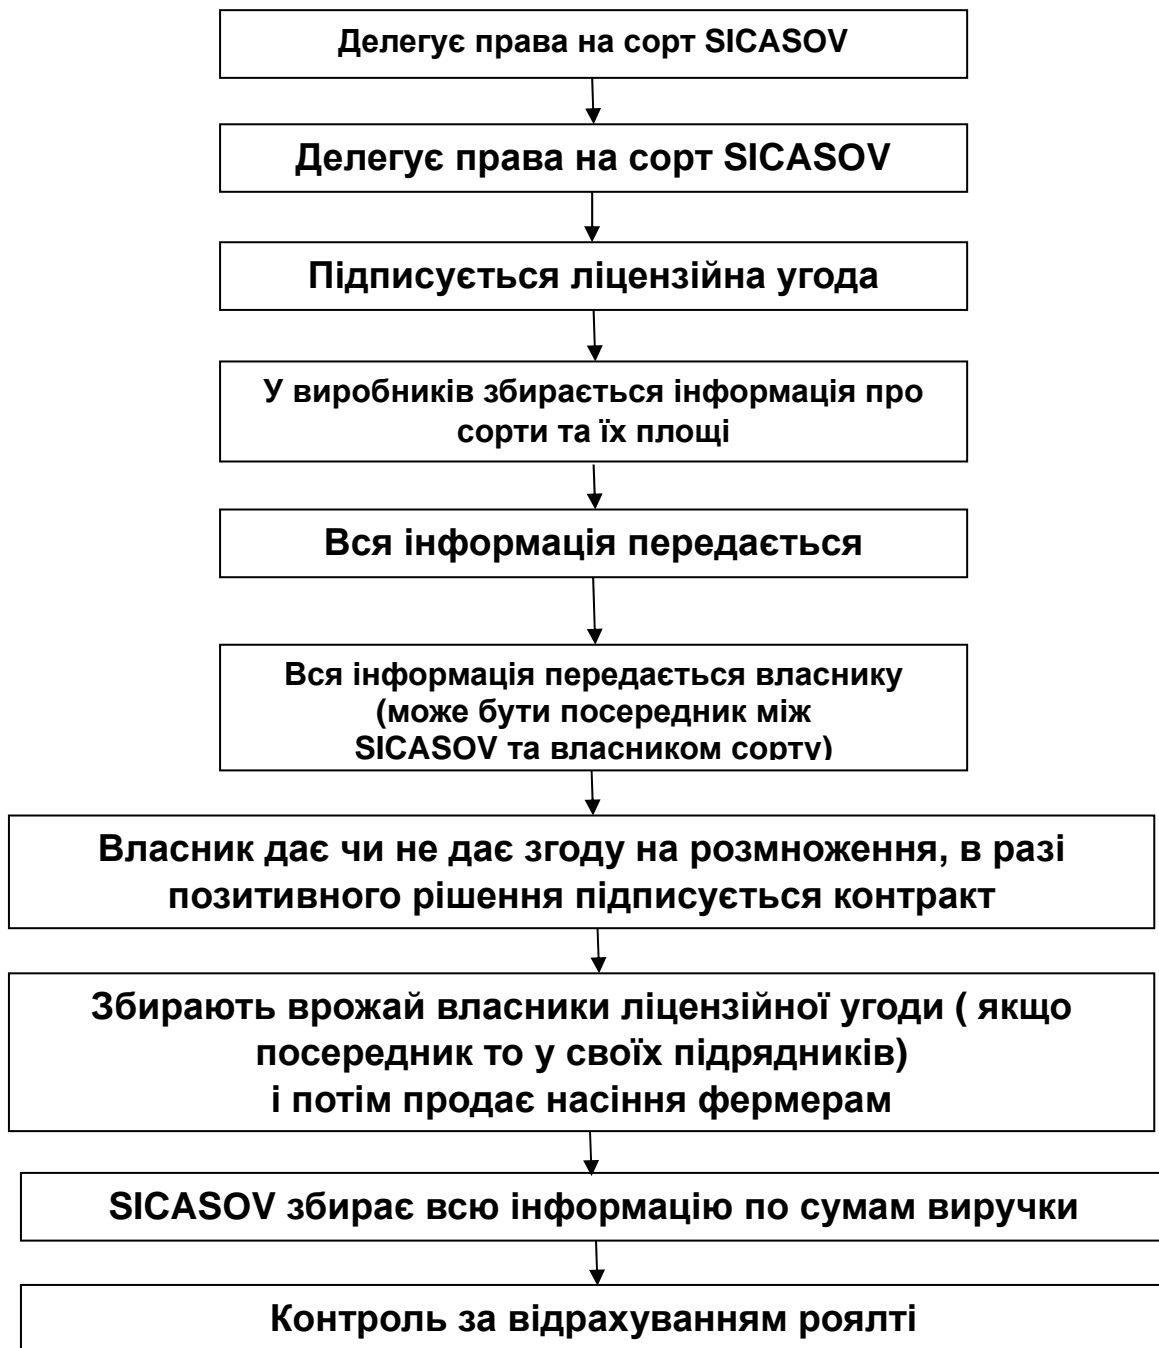 Делегує права на сорт SICASOV
Делегує права на сорт SICASOV
Підписується ліцензійна угода
У виробників збирається інформація про
сорти та їх площі
Вся інформація передається
Вся інформація передається власнику
(може бути посередник між
SICASOV та власником сорту)
Власник дає чи не дає згоду на розмноження, в разі
позитивного рішення підписується контракт
Збирають врожай власники ліцензійної угоди ( якщо
посередник то у своїх підрядників)
і потім продає насіння фермерам
SICASOV збирає всю інформацію по сумам виручки
Контроль за відрахуванням роялті